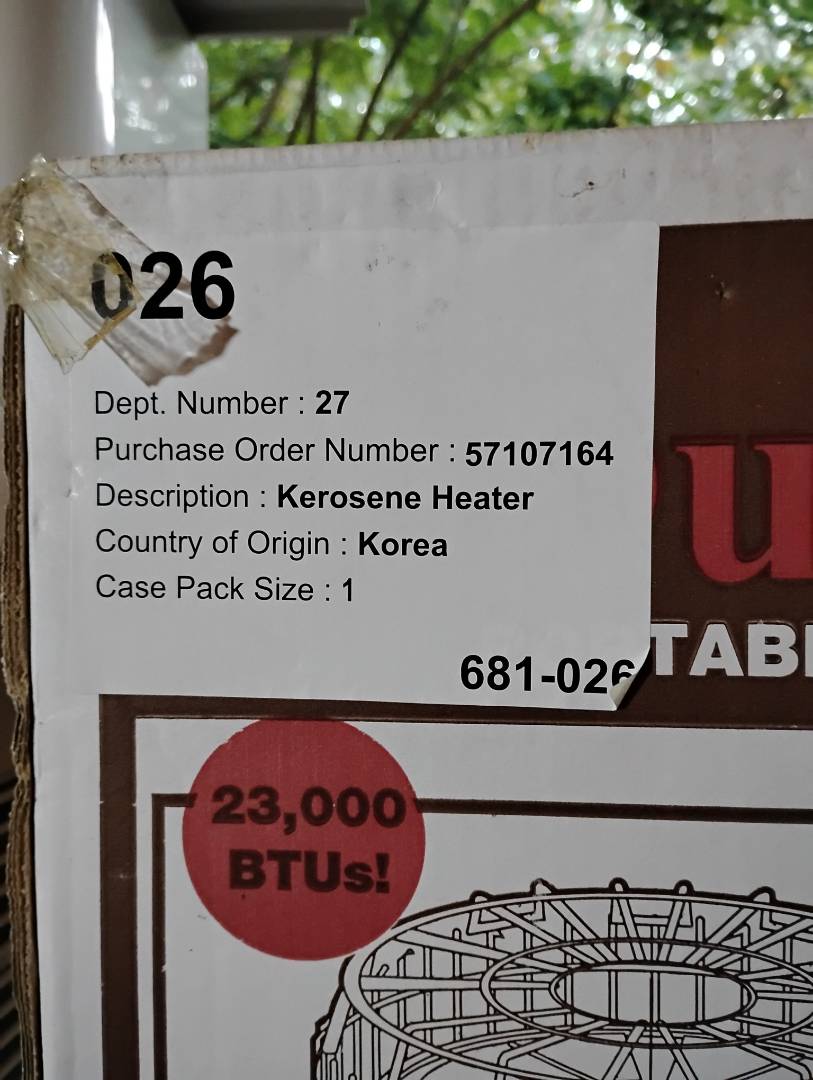 026
Dept. Number : 27
Purchase Order Number : 57107164
Description : Kerosene Heater
Country of Origin : Korea
Case Pack Size : 1
681-026
23,000
BTUs!